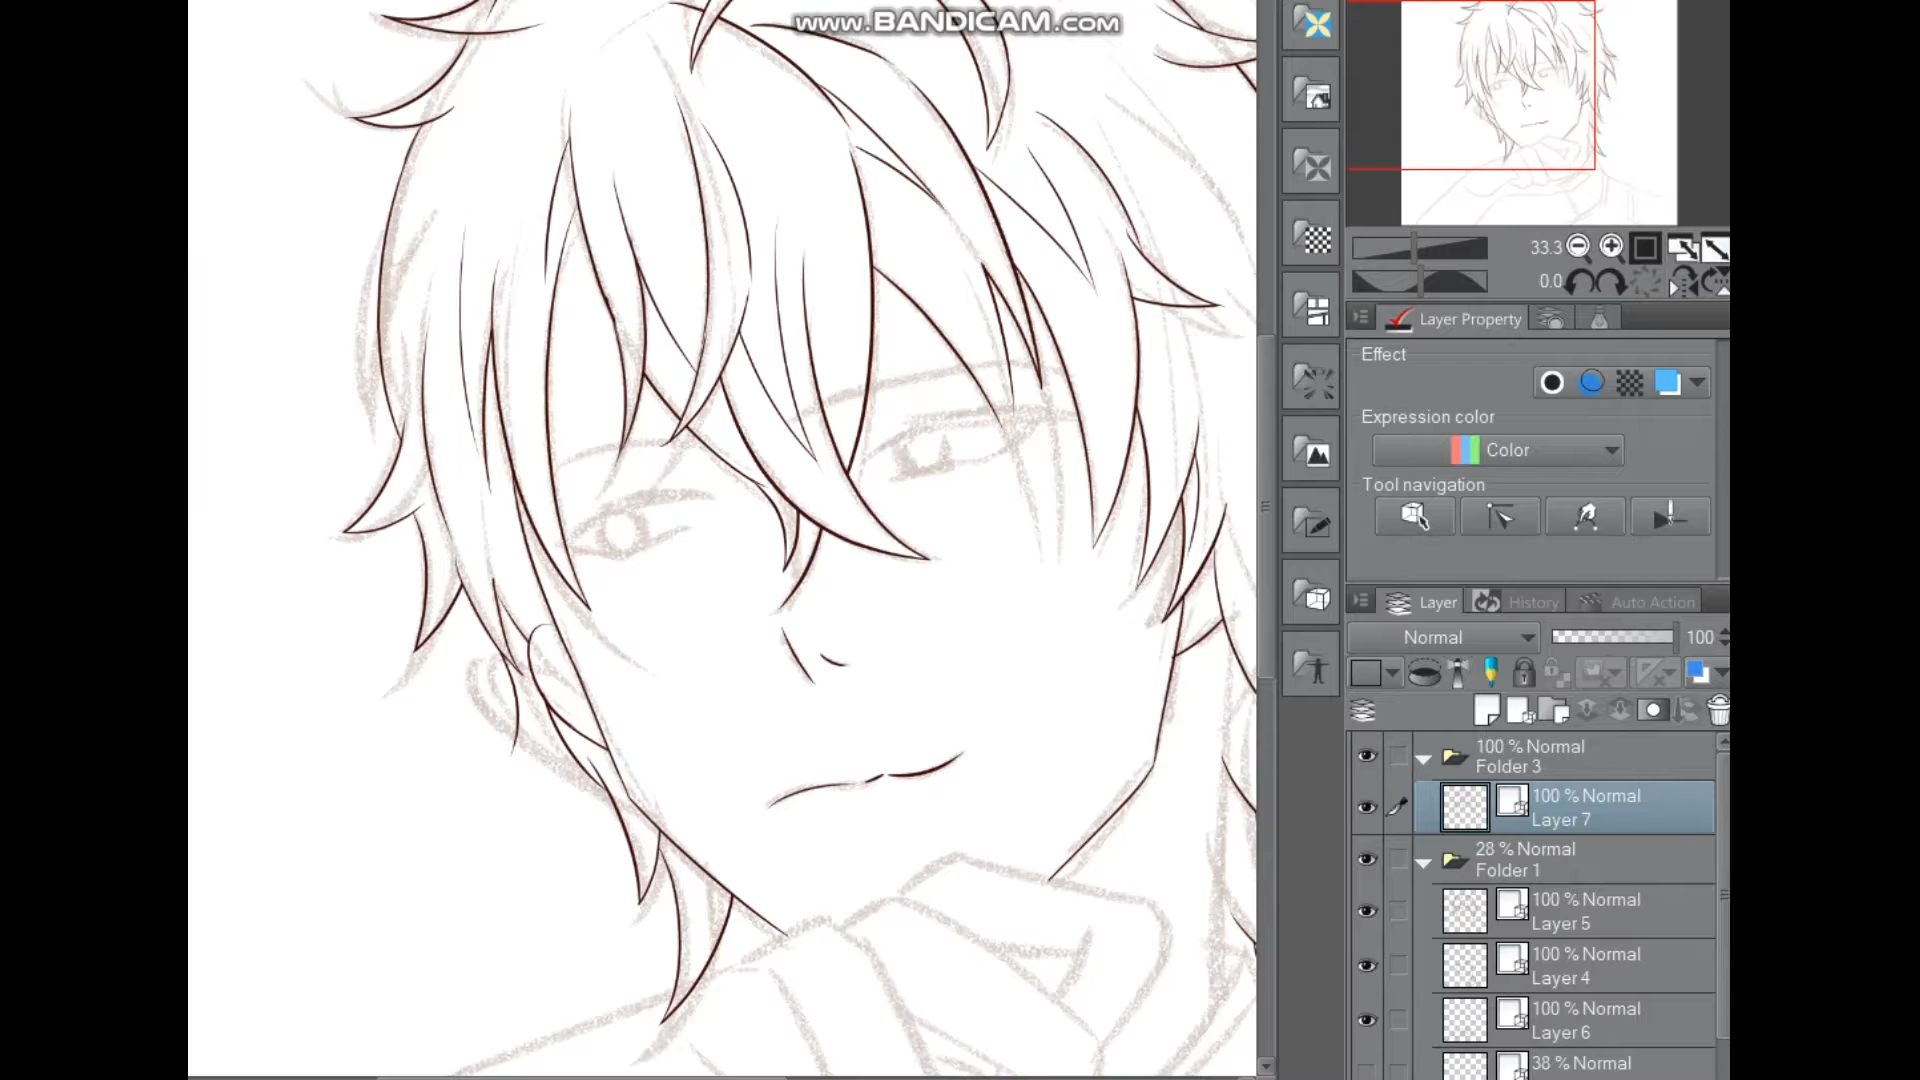 www.BANDICAM.com
33.3
0.0
Layer Property
Effect
Expression color
Color
Tool navigation
Layer
History
Auto Action
Normal
100
100 % Normal
Folder 3
100 % Normal
Layer 7
28 % Normal
Folder 1
100 % Normal
Layer 5
100 % Normal
Layer 4
100 % Normal
Layer 6
38 % Normal